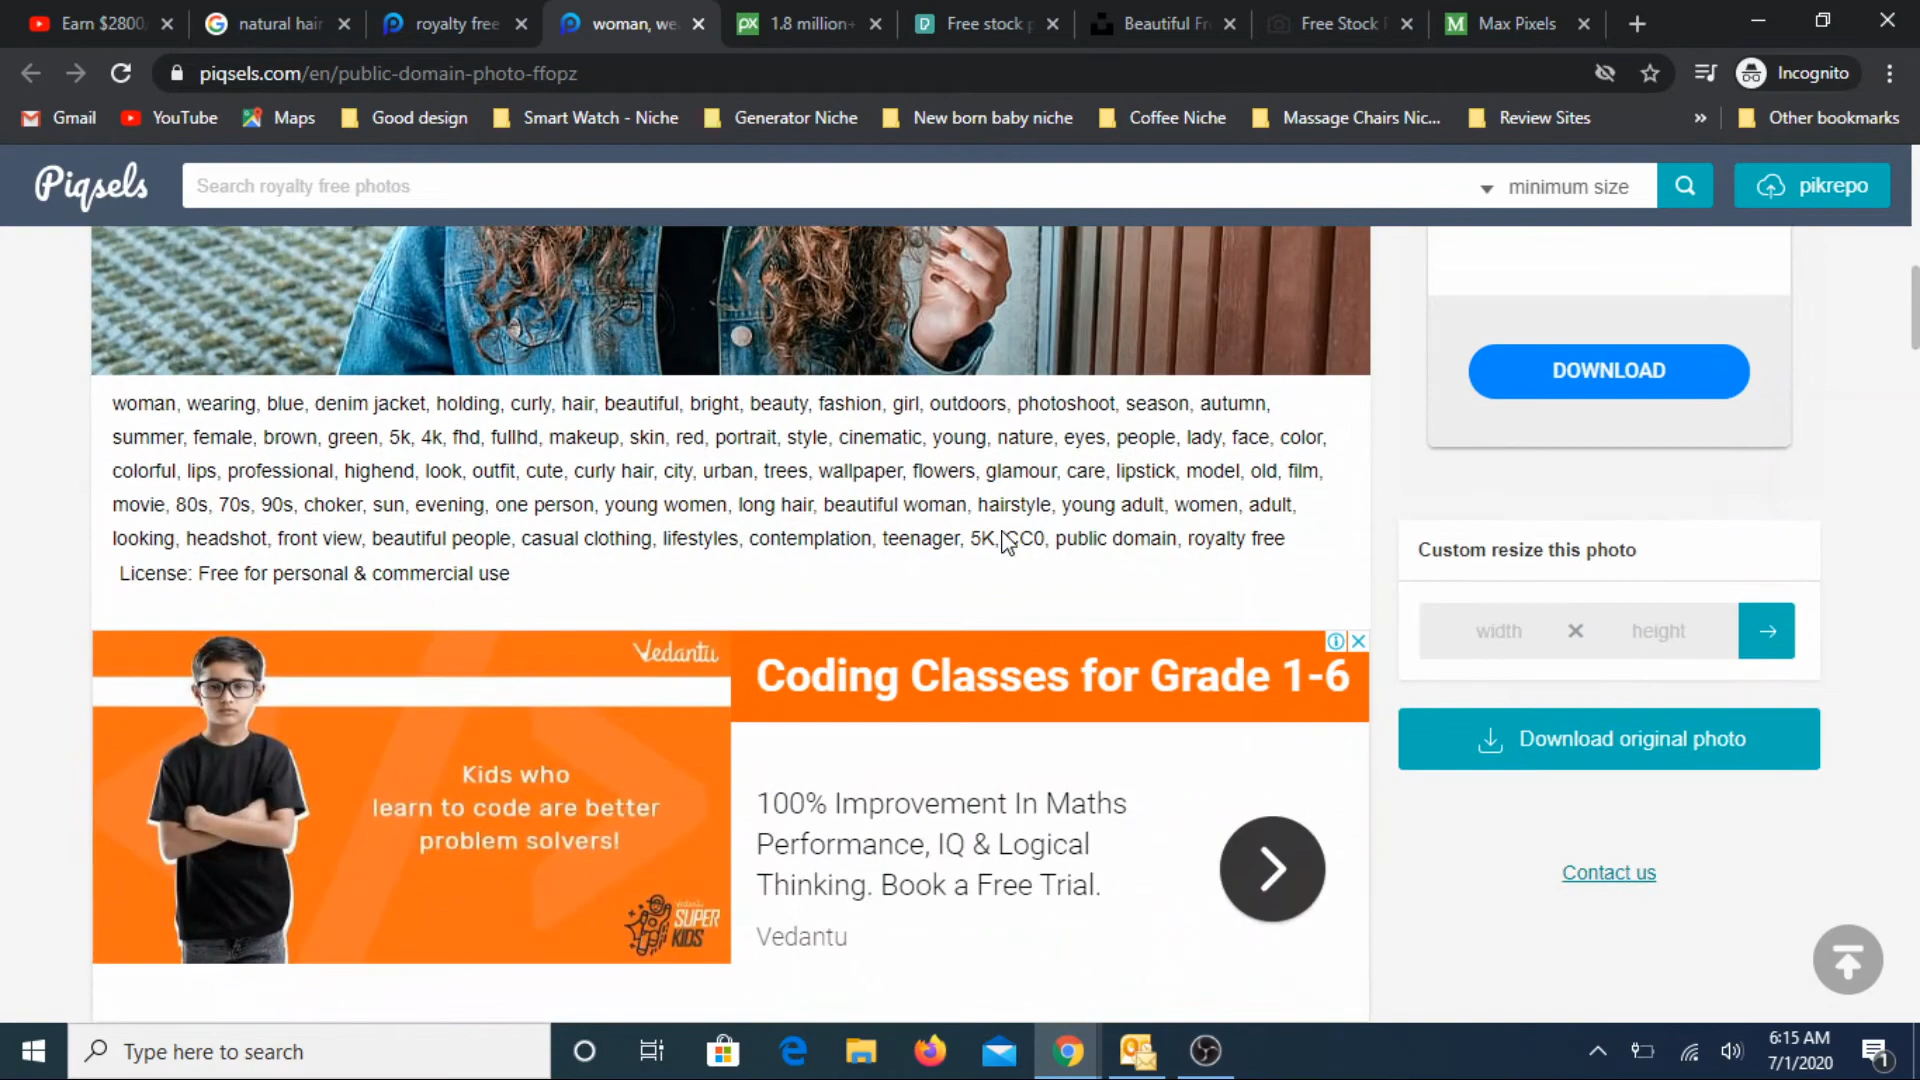 Earn $2800
natural hair
royalty free
woman, we
1.8 million+
Free stock p
Beautiful Fr
Free Stock P
Max Pixels
piqsels.com/en/public-domain-photo-ffopz
Incognito
Gmail
YouTube
Maps
Good design
Smart Watch - Niche
Generator Niche
New born baby niche
Coffee Niche
Massage Chairs Nic...
Review Sites
Other bookmarks
Piqsels
Search royalty free photos
minimum size
pikrepo
DOWNLOAD
woman, wearing, blue, denim jacket, holding, curly, hair, beautiful, bright, beauty, fashion, girl, outdoors, photoshoot, season, autumn,
summer, female, brown, green, 5k, 4k, fhd, fullhd, makeup, skin, red, portrait, style, cinematic, young, nature, eyes, people, lady, face, color,
colorful, lips, professional, highend, look, outfit, cute, curly hair, city, urban, trees, wallpaper, flowers, glamour, care, lipstick, model, old, film,
movie, 80s, 70s, 90s, choker, sun, evening, one person, young women, long hair, beautiful woman, hairstyle, young adult, women, adult,
looking, headshot, front view, beautiful people, casual clothing, lifestyles, contemplation, teenager, 5K, CC0, public domain, royalty free
License: Free for personal & commercial use
Custom resize this photo
width
height
Download original photo
Contact us
Vedantu
Kids who
learn to code are better
problem solvers!
Vedantu
SUPER
KIDS
Coding Classes for Grade 1-6
100% Improvement In Maths
Performance, IQ & Logical
Thinking. Book a Free Trial.
Vedantu
Type here to search
6:15 AM
7/1/2020
1